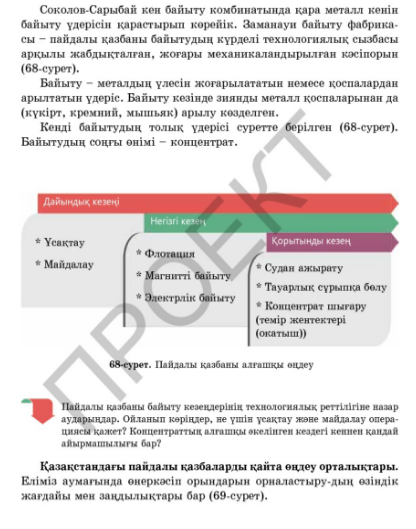 Соколов-Сарыбай кен байыту комбинатында қара металл кенін
байыту үдерісін қарастырып көрейік. Заманауи байыту фабрика-
сы – пайдалы қазбаны байытудың күрделі технологиялық сызбасы
арқылы жабдықталған, жоғары механикаландырылған кәсіпорын
(68-сурет).
Байыту – металдың үлесін жоғарылататын немесе қоспалардан
арылтатын үдеріс. Байыту кезінде зиянды металл қоспаларынан да
(күкірт, кремний, мышьяк) арылу көзделген.
Кенді байытудың толық үдерісі суретте берілген (68-сурет).
Байытудың соңғы өнімі – концентрат.
Дайындық кезеңі
Негізгі кезең
Қорытынды кезең
* Ұсақтау
* Майдалау
* Флотация
* Магнитті байыту
* Электрлік байыту
* Судан ажырату
* Тауарлық сұрыпқа бөлу
* Концентрат шығару
(темір жентектері
(окатыш))
68-сурет. Пайдалы қазбаны алғашқы өңдеу
Пайдалы қазбаны байыту кезеңдерінің технологиялық реттілігіне назар
аударыңдар. Ойланып көріңдер, не үшін ұсақтау және майдалау опера-
циясы қажет? Концентраттың алғашқы әкелінген кездегі кеннен қандай
айырмашылығы бар?
Қазақстандағы пайдалы қазбаларды қайта өңдеу орталықтары.
Еліміз аумағында өнеркәсіп орындарын орналастыру-дың өзіндік
жағдайы мен заңдылықтары бар (69-сурет).
ПРОЕКТ